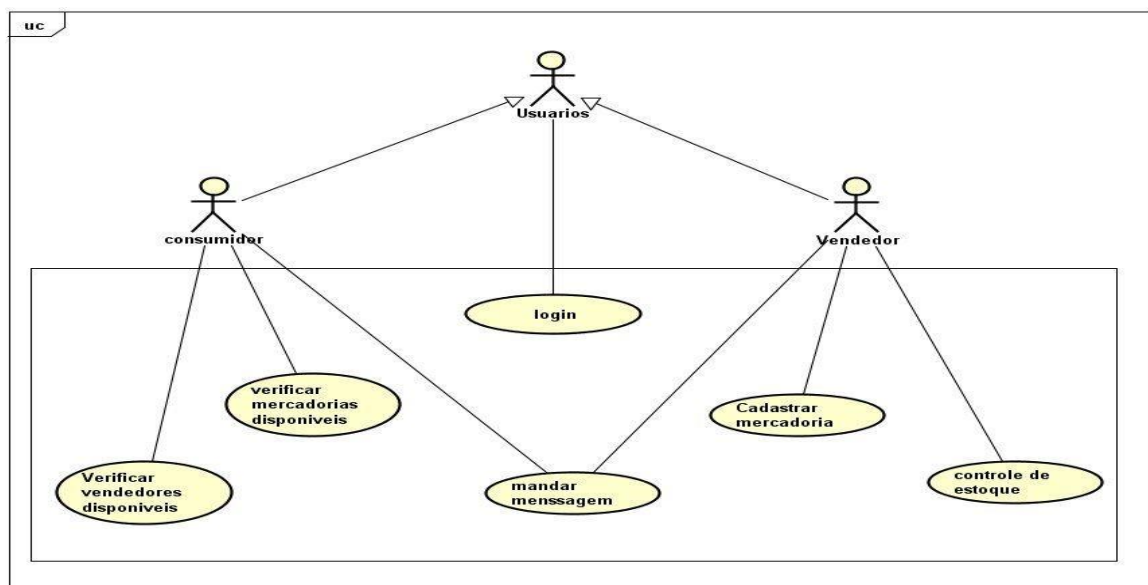 uc
Usuarios
consumidor
Vendedor
login
verificar
mercadorias
disponiveis
Cadastrar
mercadoria
Verificar
vendedores
disponiveis
mandar
menssagem
controle de
estoque